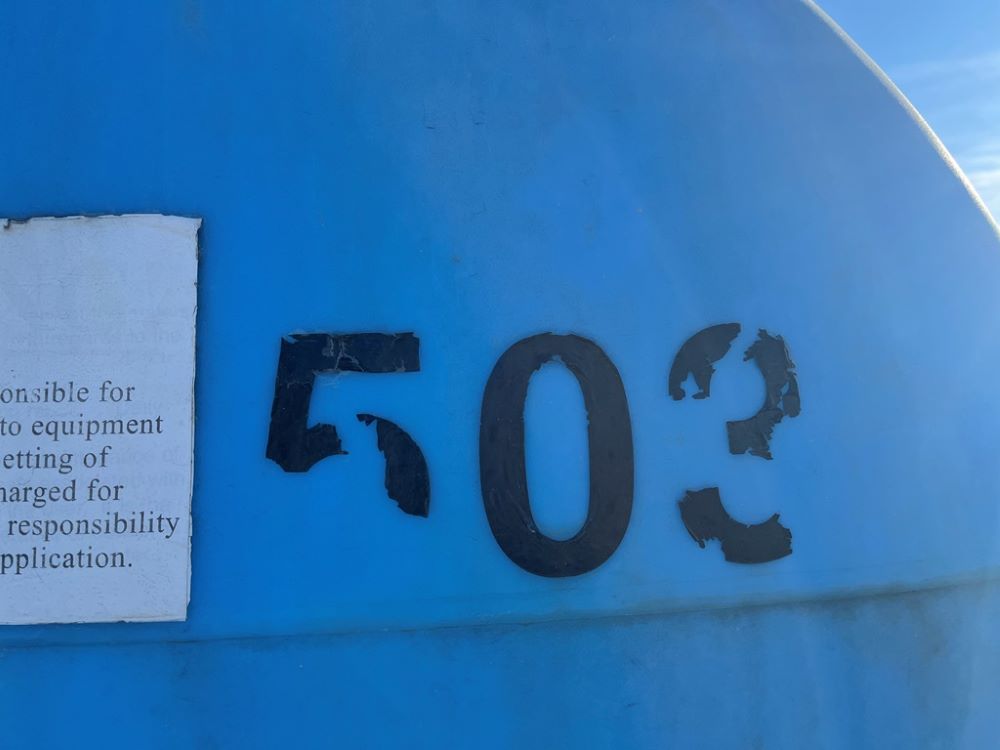 onsible for
to equipment
etting of
harged for
responsibility
pplication.
503